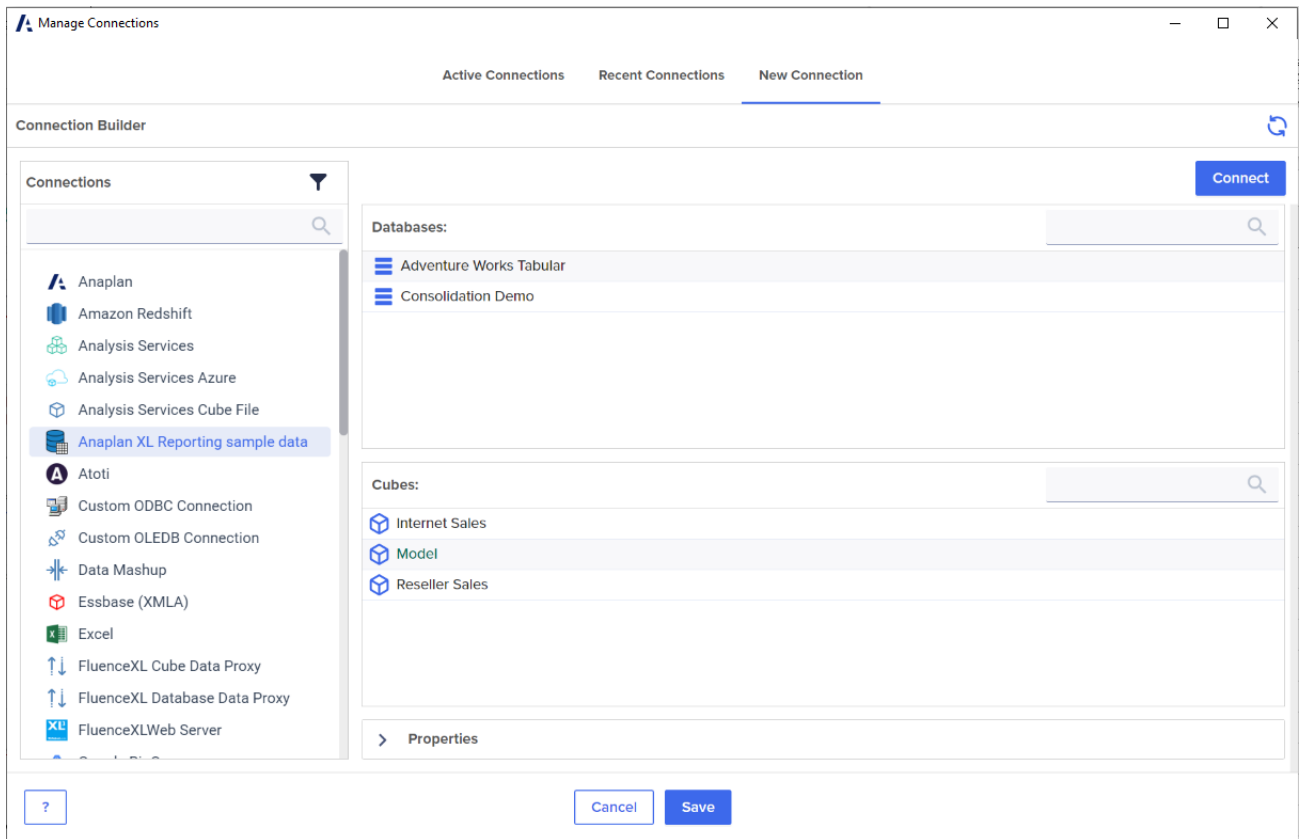 Manage Connections
Active Connections Recent Connections New Connection
Connection Builder
Connections
Connect
Databases:
Anaplan
Amazon Redshift
Analysis Services
Analysis Services Azure
Analysis Services Cube File
Anaplan XL Reporting sample data
Atoti
Custom ODBC Connection
Custom OLEDB Connection
Data Mashup
Essbase (XMLA)
Excel
FluenceXL Cube Data Proxy
FluenceXL Database Data Proxy
FluenceXLWeb Server
Adventure Works Tabular
Consolidation Demo
Cubes:
Internet Sales
Model
Reseller Sales
Properties
?
Cancel
Save